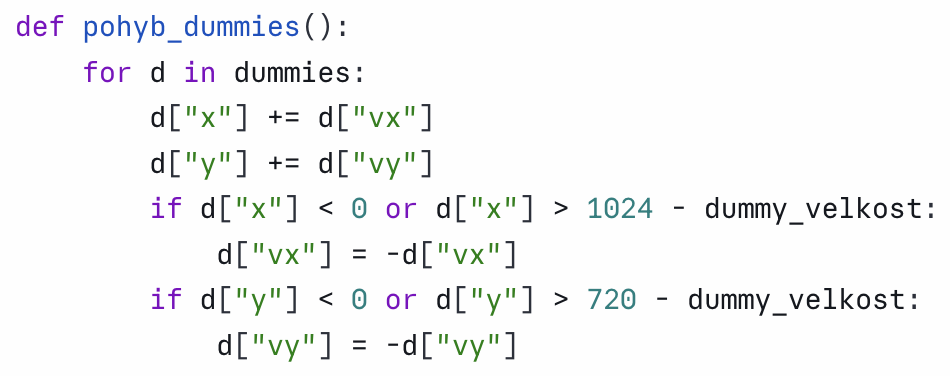 def pohyb_dummies():
    for d in dummies:
        d["x"] += d["vx"]
        d["y"] += d["vy"]
        if d["x"] < 0 or d["x"] > 1024 - dummy_velkost:
            d["vx"] = -d["vx"]
        if d["y"] < 0 or d["y"] > 720 - dummy_velkost:
            d["vy"] = -d["vy"]